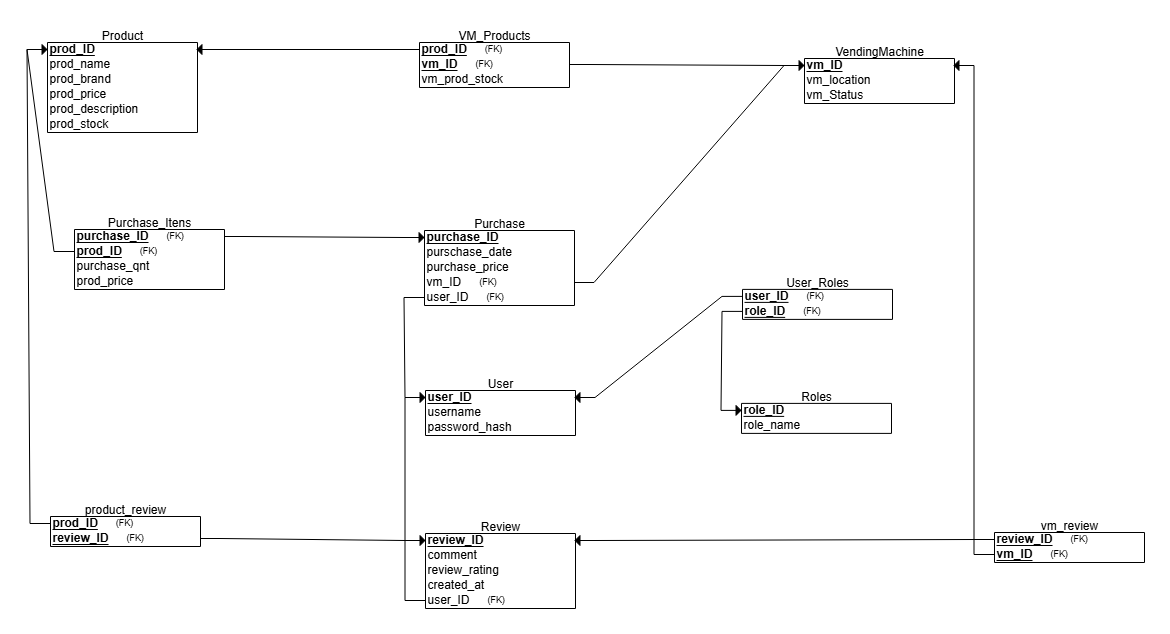 Product
prod_ID
prod_name
prod_brand
prod_price
prod_description
prod_stock
VM_Products
prod_ID (FK)
vm_ID (FK)
vm_prod_stock
VendingMachine
vm_ID
vm_location
vm_Status
Purchase_Itens
purchase_ID (FK)
prod_ID (FK)
purchase_qnt
prod_price
Purchase
purchase_ID
purschase_date
purchase_price
vm_ID (FK)
user_ID (FK)
User_Roles
user_ID (FK)
role_ID (FK)
User
user_ID
username
password_hash
Roles
role_ID
role_name
product_review
prod_ID (FK)
review_ID (FK)
Review
review_ID
comment
review_rating
created_at
user_ID (FK)
vm_review
review_ID (FK)
vm_ID (FK)